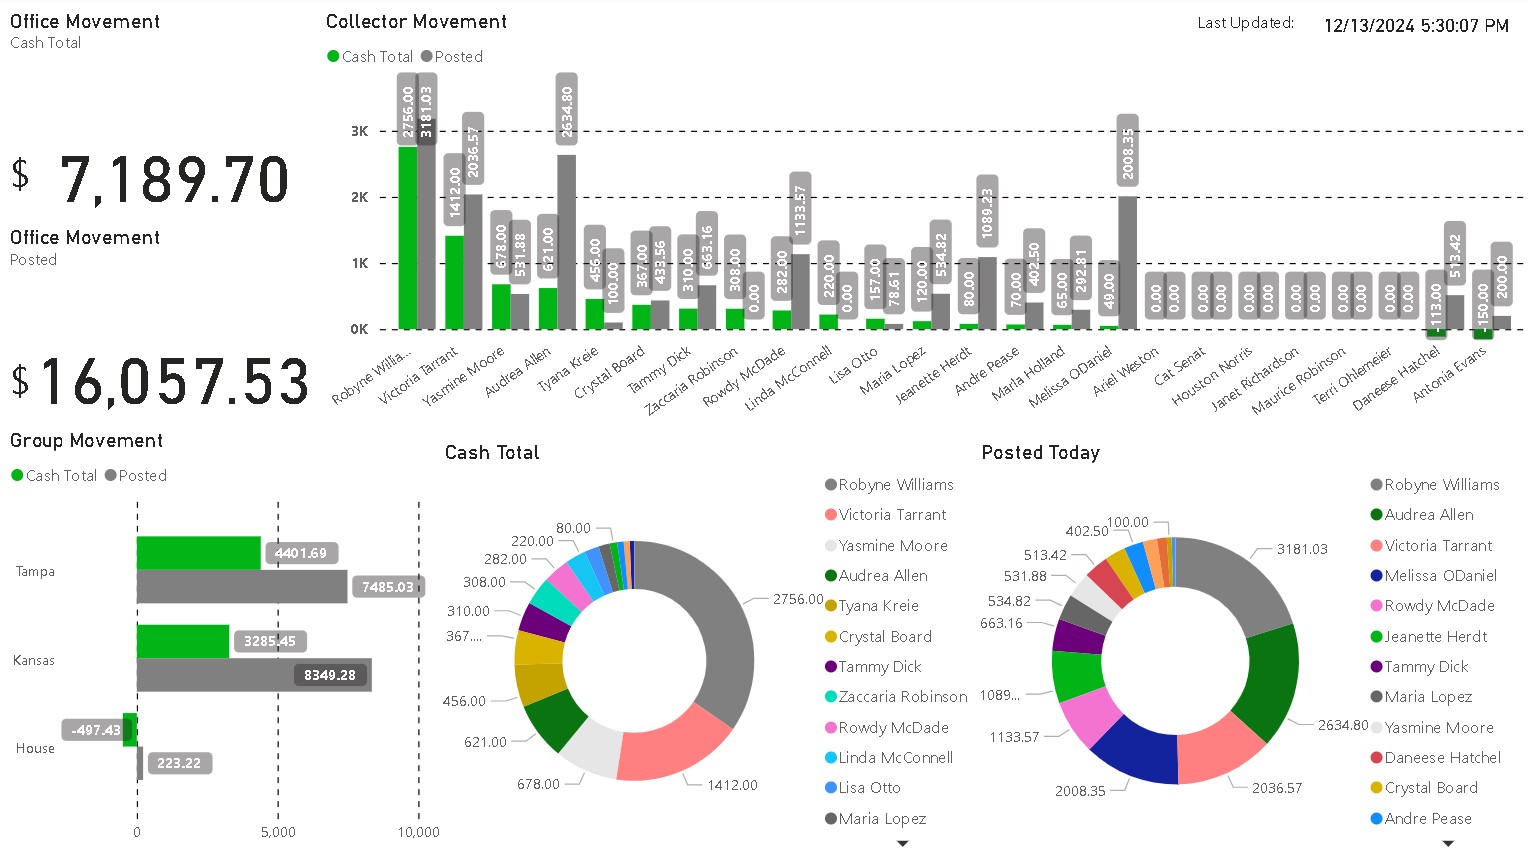 Office Movement
Cash Total
$ 7,189.70
Office Movement
Posted
$ 16,057.53
Collector Movement
Last Updated: 12/13/2024 5:30:07 PM
Cash Total Posted
3K
2K
1K
0K
2756.00 3181.03 1412.00 2036.57 678.00 531.88 621.00 2634.80 456.00 100.00 367.00 433.56 310.00 663.16 308.00 0.00 282.00 1133.57 220.00 0.00 157.00 78.61 120.00 534.82 80.00 1089.23 70.00 402.50 65.00 292.81 49.00 2008.35 0.00 0.00 0.00 0.00 0.00 0.00 0.00 0.00 0.00 0.00 0.00 0.00 -113.00 513.42 -150.00 200.00
Robyne Willia...
Victoria Tarrant
Yasmine Moore
Audrea Allen
Tyana Kreie
Crystal Board
Tammy Dick
Zaccaria Robinson
Rowdy McDade
Linda McConnell
Lisa Otto
Maria Lopez
Jeanette Herdt
Andre Pease
Marla Holland
Melissa ODaniel
Ariel Weston
Cat Senat
Houston Norris
Janet Richardson
Maurice Robinson
Terri Ohlemeier
Daneese Hatchel
Antonia Evans
Group Movement
Cash Total Posted
Tampa
4401.69
7485.03
Kansas
3285.45
8349.28
House
-497.43
223.22
0 5,000 10,000
Cash Total
80.00
220.00
282.00
308.00
310.00
367....
456.00
621.00
678.00
1412.00
2756.00
Robyne Williams
Victoria Tarrant
Yasmine Moore
Audrea Allen
Tyana Kreie
Crystal Board
Tammy Dick
Zaccaria Robinson
Rowdy McDade
Linda McConnell
Lisa Otto
Maria Lopez
Posted Today
100.00
402.50
513.42
531.88
534.82
663.16
1089...
1133.57
2008.35
2036.57
2634.80
3181.03
Robyne Williams
Audrea Allen
Victoria Tarrant
Melissa ODaniel
Rowdy McDade
Jeanette Herdt
Tammy Dick
Maria Lopez
Yasmine Moore
Daneese Hatchel
Crystal Board
Andre Pease